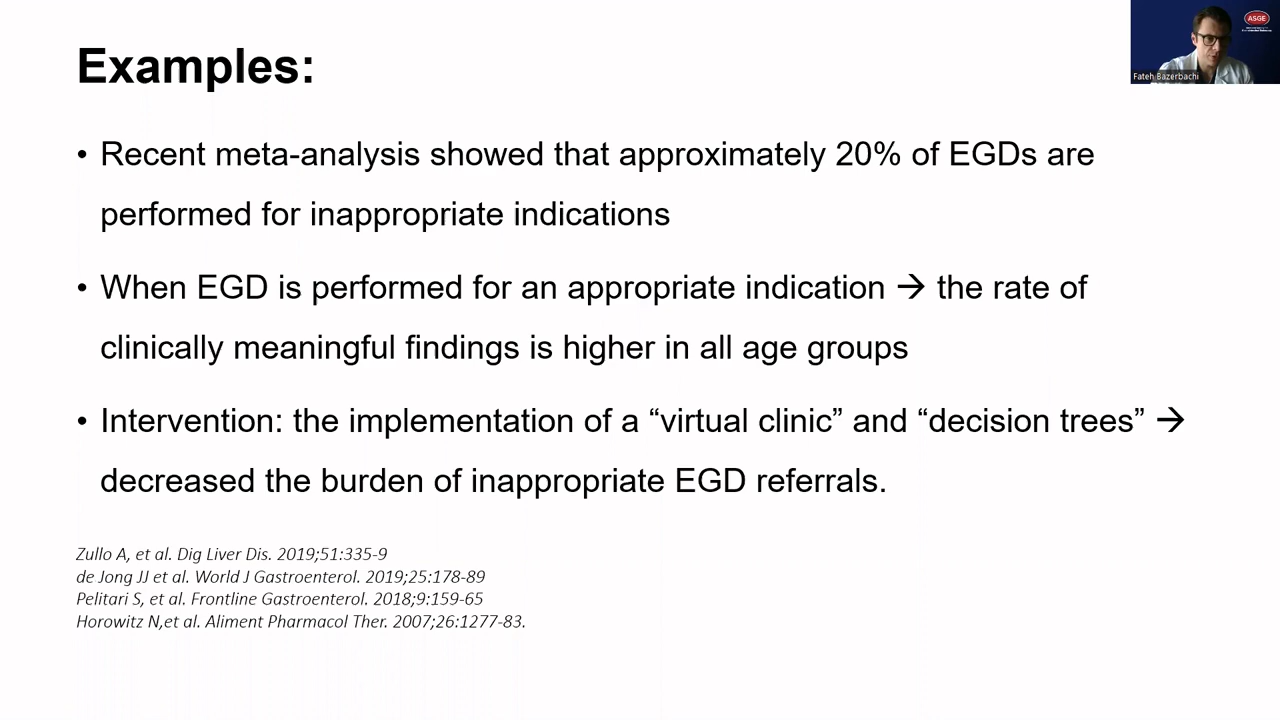 Examples:
ASGE
Fateh Bazerbachi
• Recent meta-analysis showed that approximately 20% of EGDs are
performed for inappropriate indications
• When EGD is performed for an appropriate indication → the rate of
clinically meaningful findings is higher in all age groups
• Intervention: the implementation of a “virtual clinic” and “decision trees” →
decreased the burden of inappropriate EGD referrals.
Zullo A, et al. Dig Liver Dis. 2019;51:335-9
de Jong JJ et al. World J Gastroenterol. 2019;25:178-89
Pelitari S, et al. Frontline Gastroenterol. 2018;9:159-65
Horowitz N,et al. Aliment Pharmacol Ther. 2007;26:1277-83.